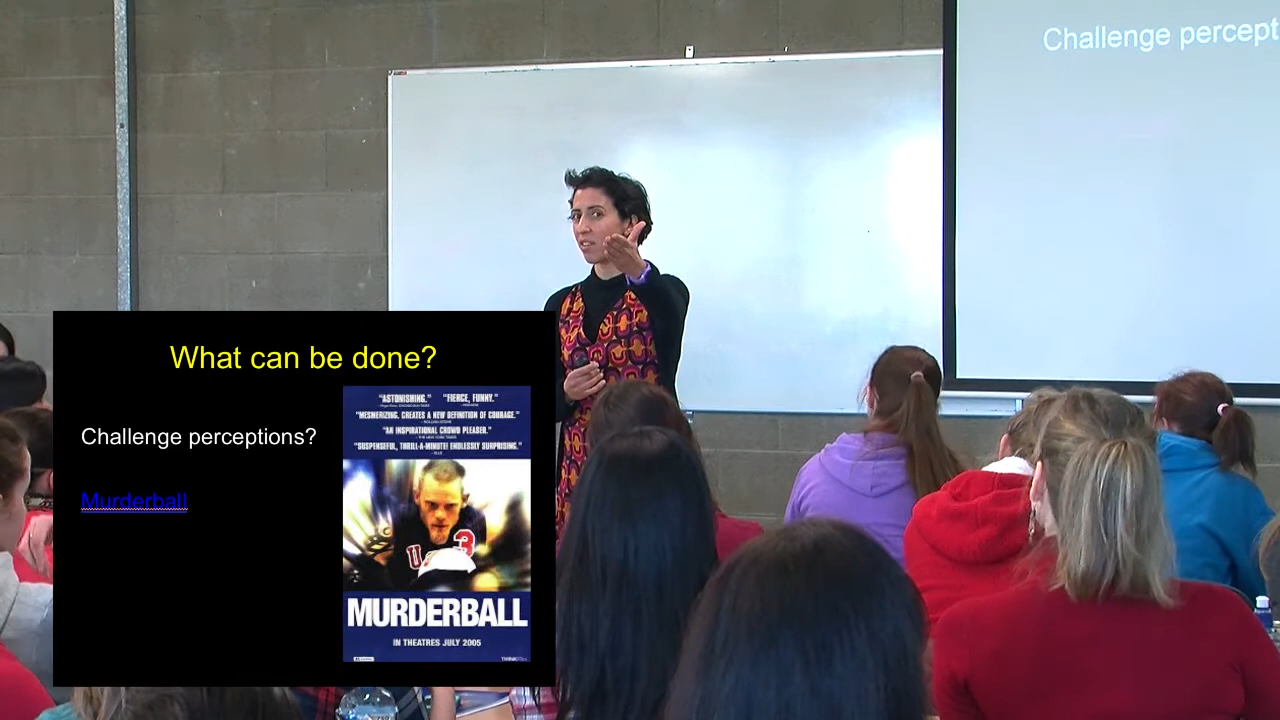 Challenge percept
What can be done?
Challenge perceptions?
Murderball
"ASTONISHING." "FIERCE, FUNNY."
"MESMERIZING. CREATES A NEW DEFINITION OF COURAGE."
"AN INSPIRATIONAL CROWD PLEASER."
"SUSPENSEFUL, THRILL-A-MINUTE! ENDLESSLY SURPRISING."
U 3
MURDERBALL
IN THEATRES JULY 2005